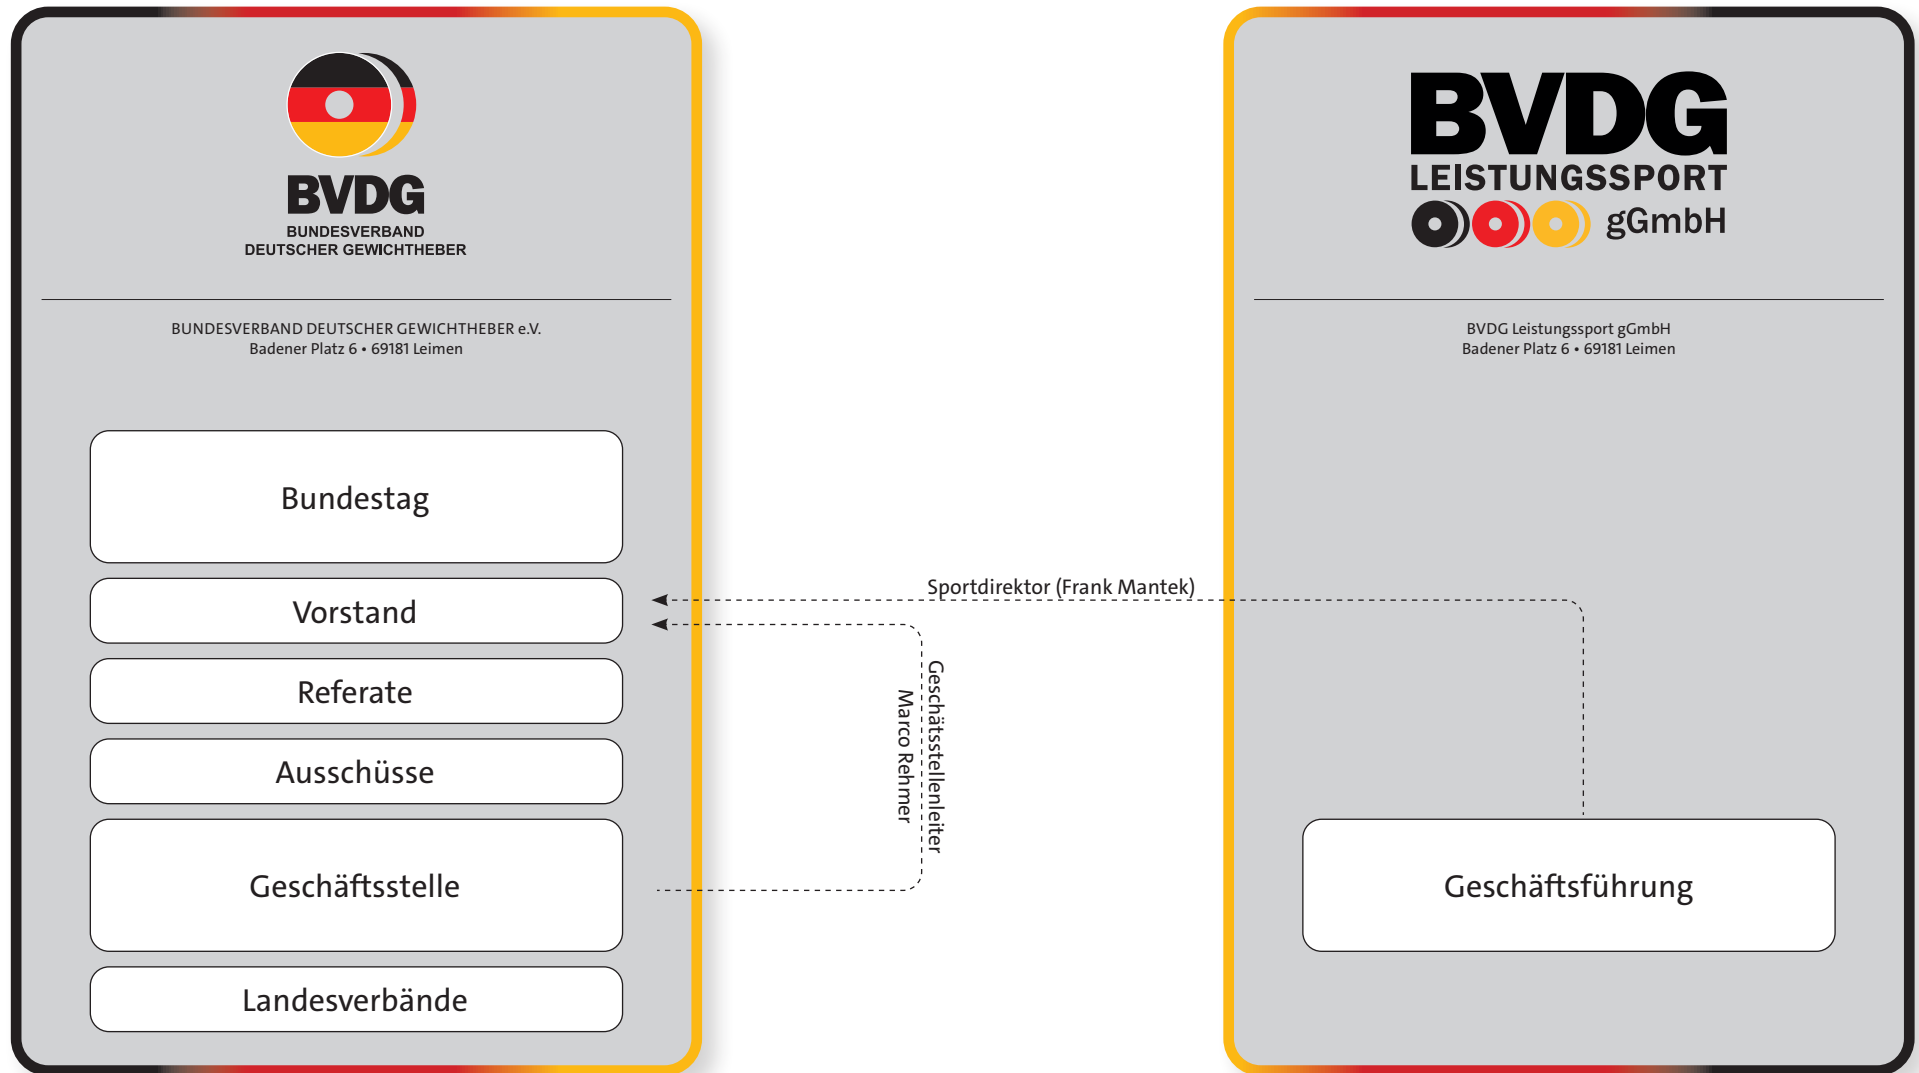 BVDG
BUNDESVERBAND
DEUTSCHER GEWICHTHEBER
BUNDESVERBAND DEUTSCHER GEWICHTHEBER e.V.
Badener Platz 6 • 69181 Leimen
Bundestag
Vorstand
Referate
Ausschüsse
Geschäftsstelle
Landesverbände
Sportdirektor (Frank Mantek)
Geschätsstellenleiter
Marco Rehmer
BVDG
LEISTUNGSSPORT
gGmbH
BVDG Leistungssport gGmbH
Badener Platz 6 • 69181 Leimen
Geschäftsführung